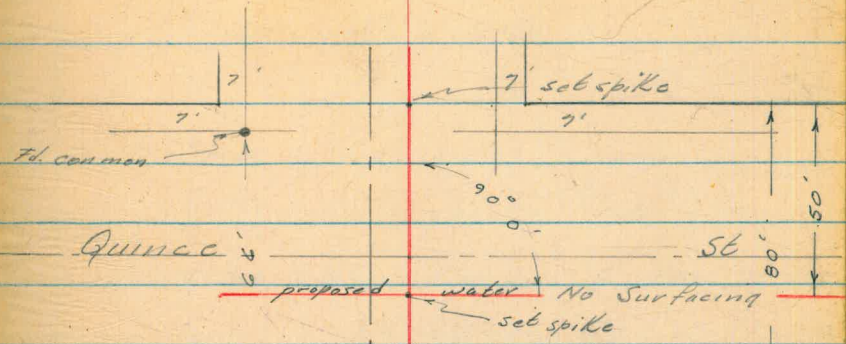 7' 7' set spike
7' 7'
Fd. common
90° 0'
50'
Quince St
80'
proposed water No Surfacing
set spike